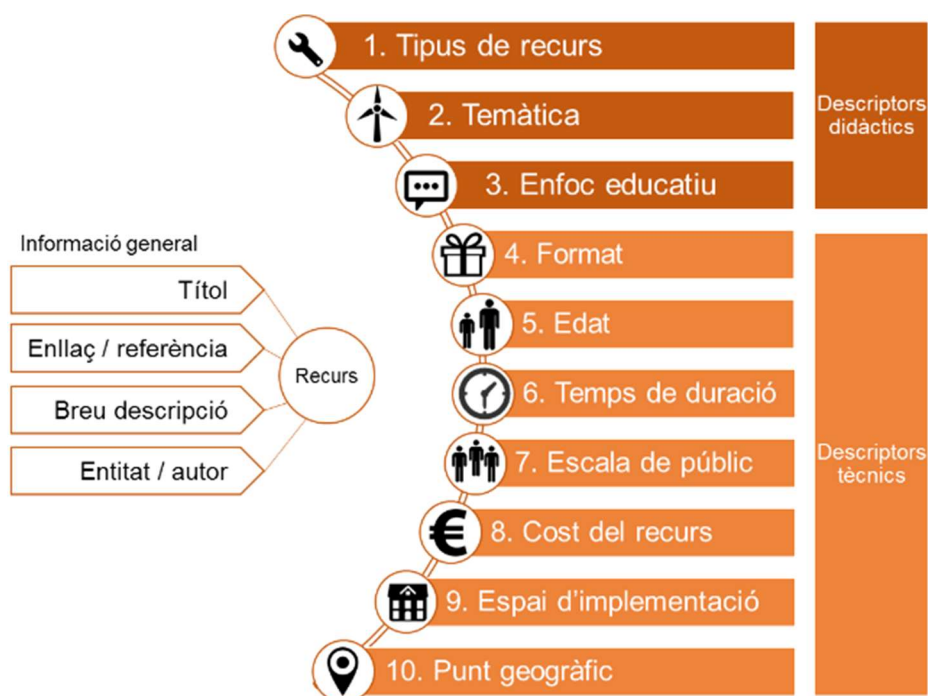 Informació general
Títol
Enllaç / referència
Breu descripció
Entitat / autor
Recurs
1. Tipus de recurs
2. Temàtica
3. Enfoc educatiu
4. Format
5. Edat
6. Temps de duració
7. Escala de públic
8. Cost del recurs
9. Espai d'implementació
10. Punt geogràfic
Descriptors
didàctics
Descriptors
tècnics